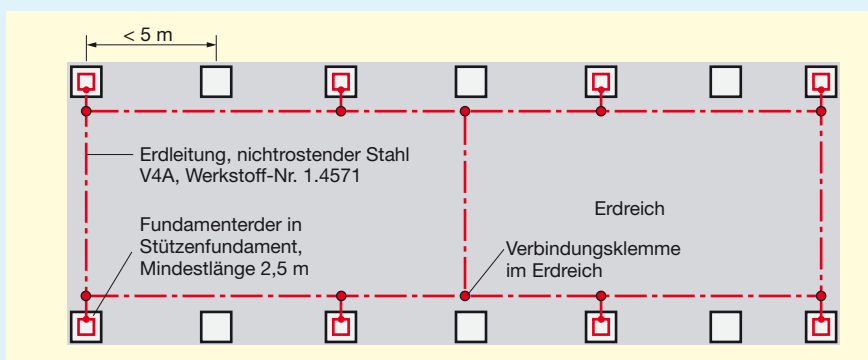 < 5 m
Erdleitung, nichtrostender Stahl
V4A, Werkstoff-Nr. 1.4571
Fundamenterder in
Stützenfundament,
Mindestlänge 2,5 m
Erdreich
Verbindungsklemme
im Erdreich